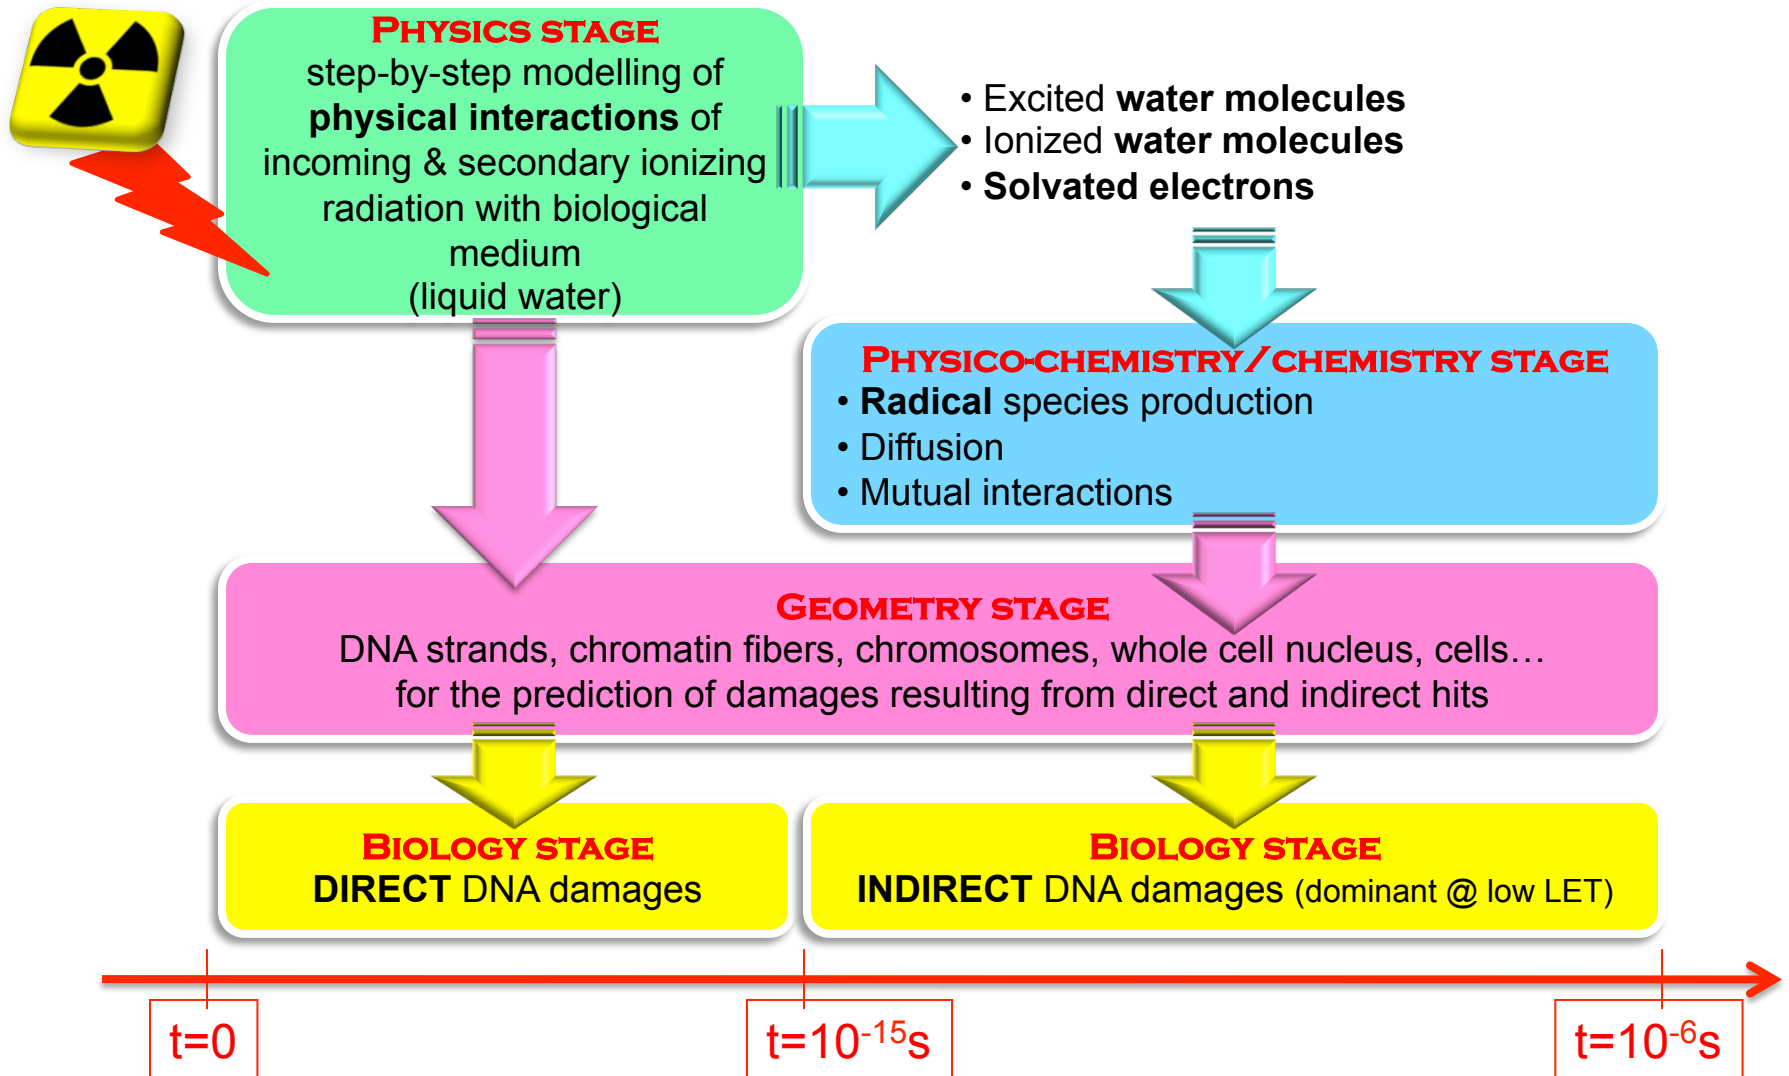 PHYSICS STAGE
step-by-step modelling of
physical interactions of
incoming & secondary ionizing
radiation with biological
medium
(liquid water)
• Excited water molecules
• Ionized water molecules
• Solvated electrons
PHYSICO-CHEMISTRY/CHEMISTRY STAGE
• Radical species production
• Diffusion
• Mutual interactions
GEOMETRY STAGE
DNA strands, chromatin fibers, chromosomes, whole cell nucleus, cells…
for the prediction of damages resulting from direct and indirect hits
BIOLOGY STAGE
DIRECT DNA damages
BIOLOGY STAGE
INDIRECT DNA damages (dominant @ low LET)
t=0
t=10⁻¹⁵s
t=10⁻⁶s